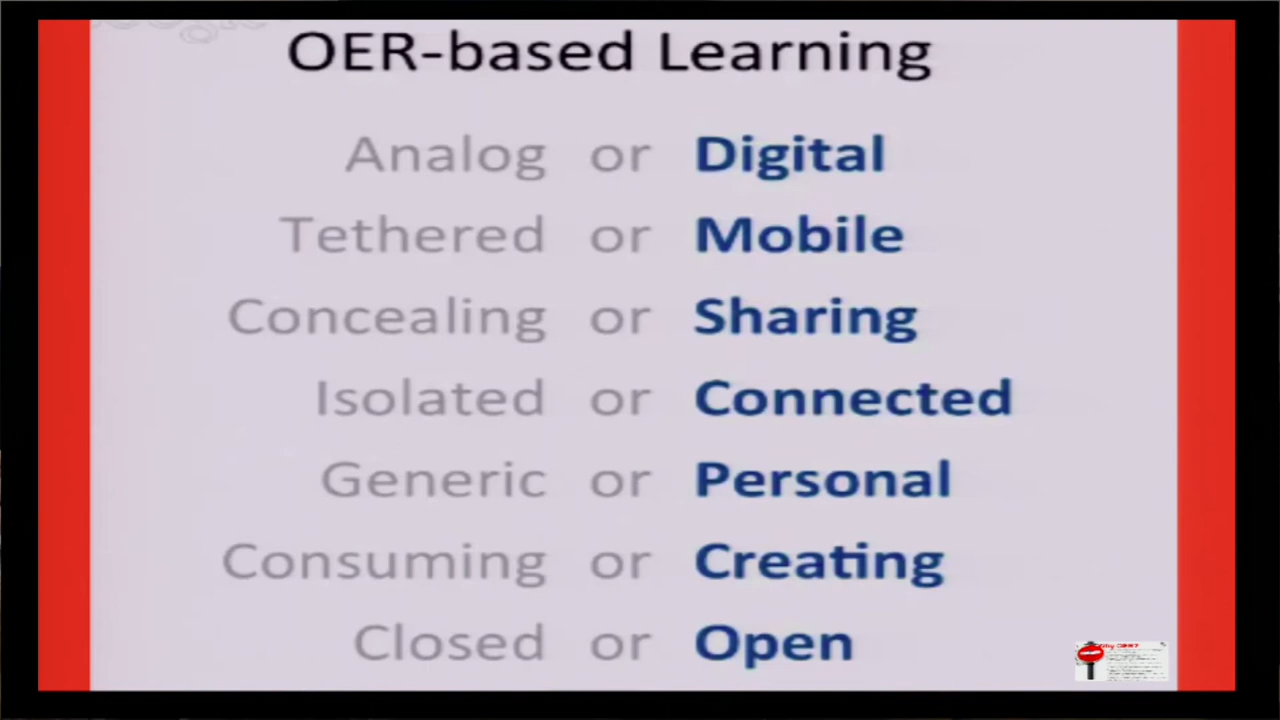 OER-based Learning
Analog or Digital
Tethered or Mobile
Concealing or Sharing
Isolated or Connected
Generic or Personal
Consuming or Creating
Closed or Open